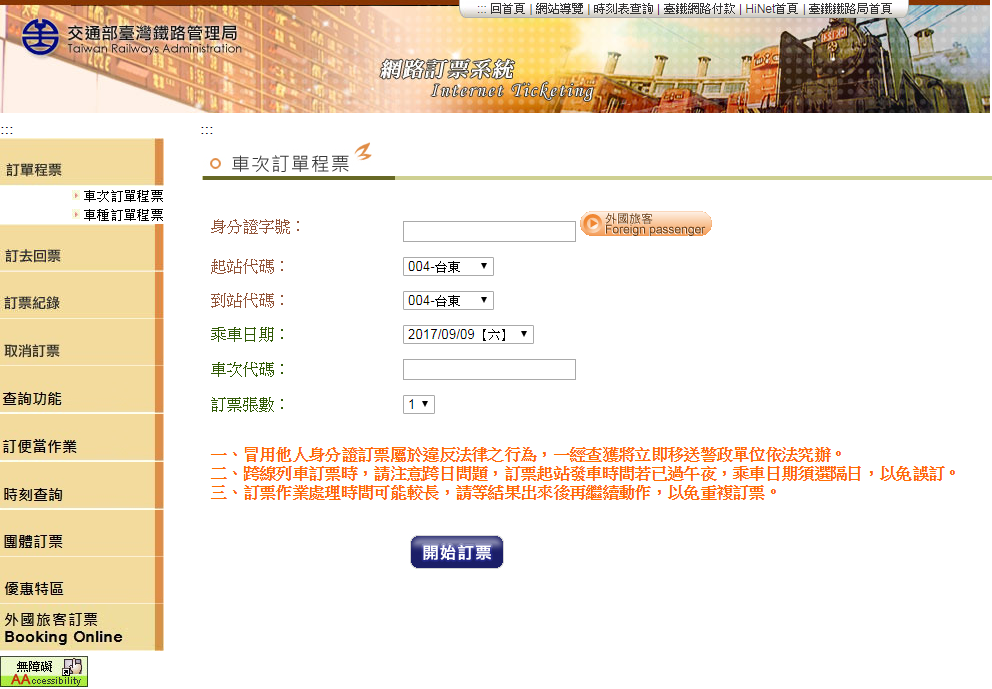 ::: 回首頁 | 網站導覽 | 時刻表查詢 | 臺鐵網路付款 | HiNet首頁 | 臺鐵鐵路局首頁
交通部臺灣鐵路管理局
Taiwan Railways Administration
網路訂票系統
Internet Ticketing
:::
訂單程票
車次訂單程票
車種訂單程票
訂去回票
訂票紀錄
取消訂票
查詢功能
訂便當作業
時刻查詢
團體訂票
優惠特區
外國旅客訂票
Booking Online
無障礙
AAccessibility
:::
車次訂單程票
身分證字號：
外國旅客
Foreign passenger
起站代碼： 004-台東
到站代碼： 004-台東
乘車日期： 2017/09/09【六】
車次代碼：
訂票張數： 1
一、冒用他人身分證訂票屬於違反法律之行為，一經查獲將立即移送警政單位依法究辦。
二、跨線列車訂票時，請注意跨日問題，訂票起站發車時間若已過午夜，乘車日期須選隔日，以免誤訂。
三、訂票作業處理時間可能較長，請等結果出來後再繼續動作，以免重複訂票。
開始訂票